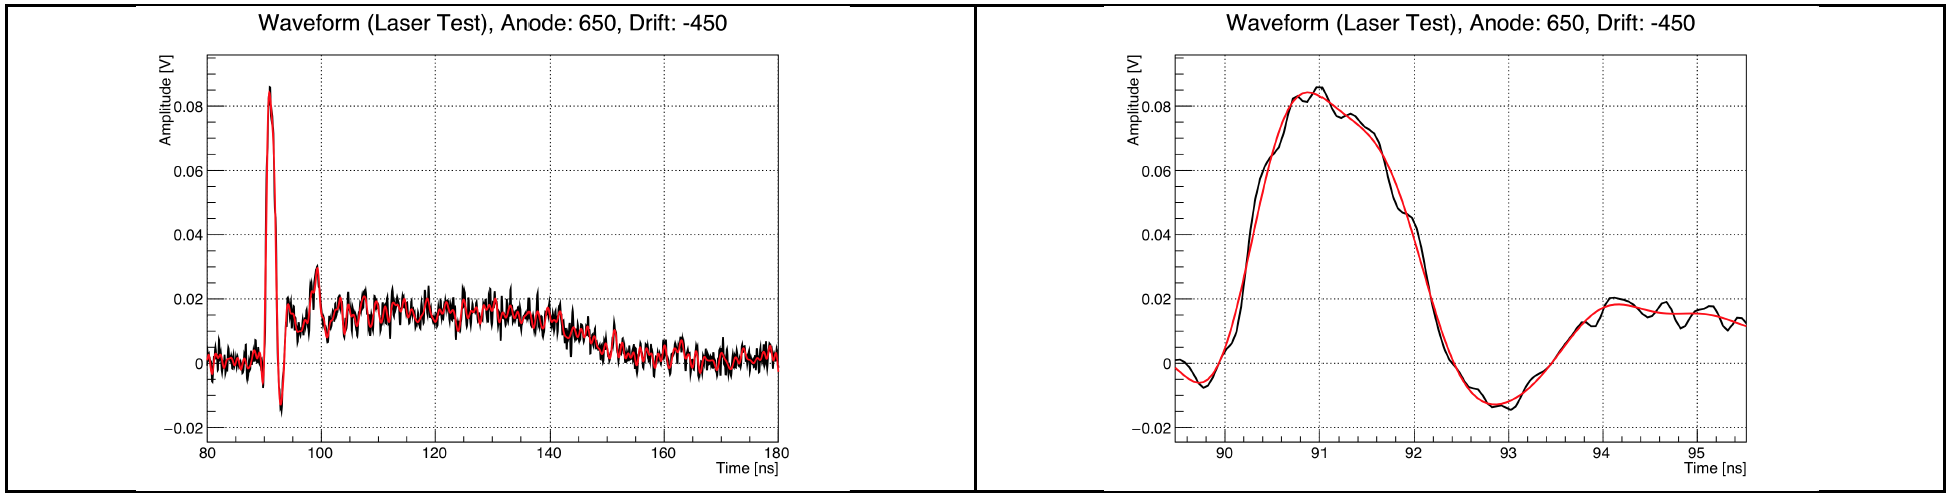 Waveform (Laser Test), Anode: 650, Drift: -450
Amplitude [V]
0.08
0.06
0.04
0.02
0
−0.02
80 100 120 140 160 180
Time [ns]
Waveform (Laser Test), Anode: 650, Drift: -450
Amplitude [V]
0.08
0.06
0.04
0.02
0
−0.02
90 91 92 93 94 95
Time [ns]